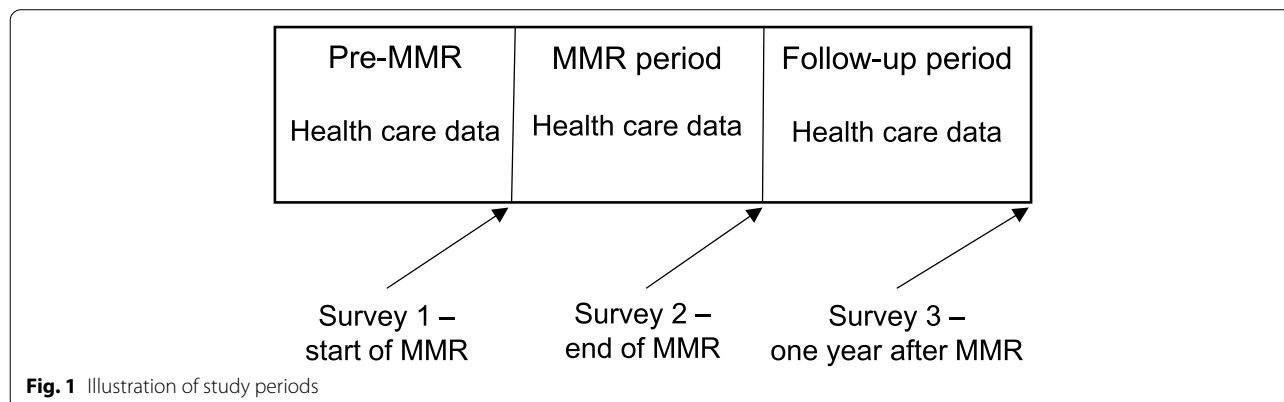 Pre-MMR
MMR period
Follow-up period
Health care data
Health care data
Health care data
Survey 1 –
start of MMR
Survey 2 –
end of MMR
Survey 3 –
one year after MMR
Fig. 1 Illustration of study periods